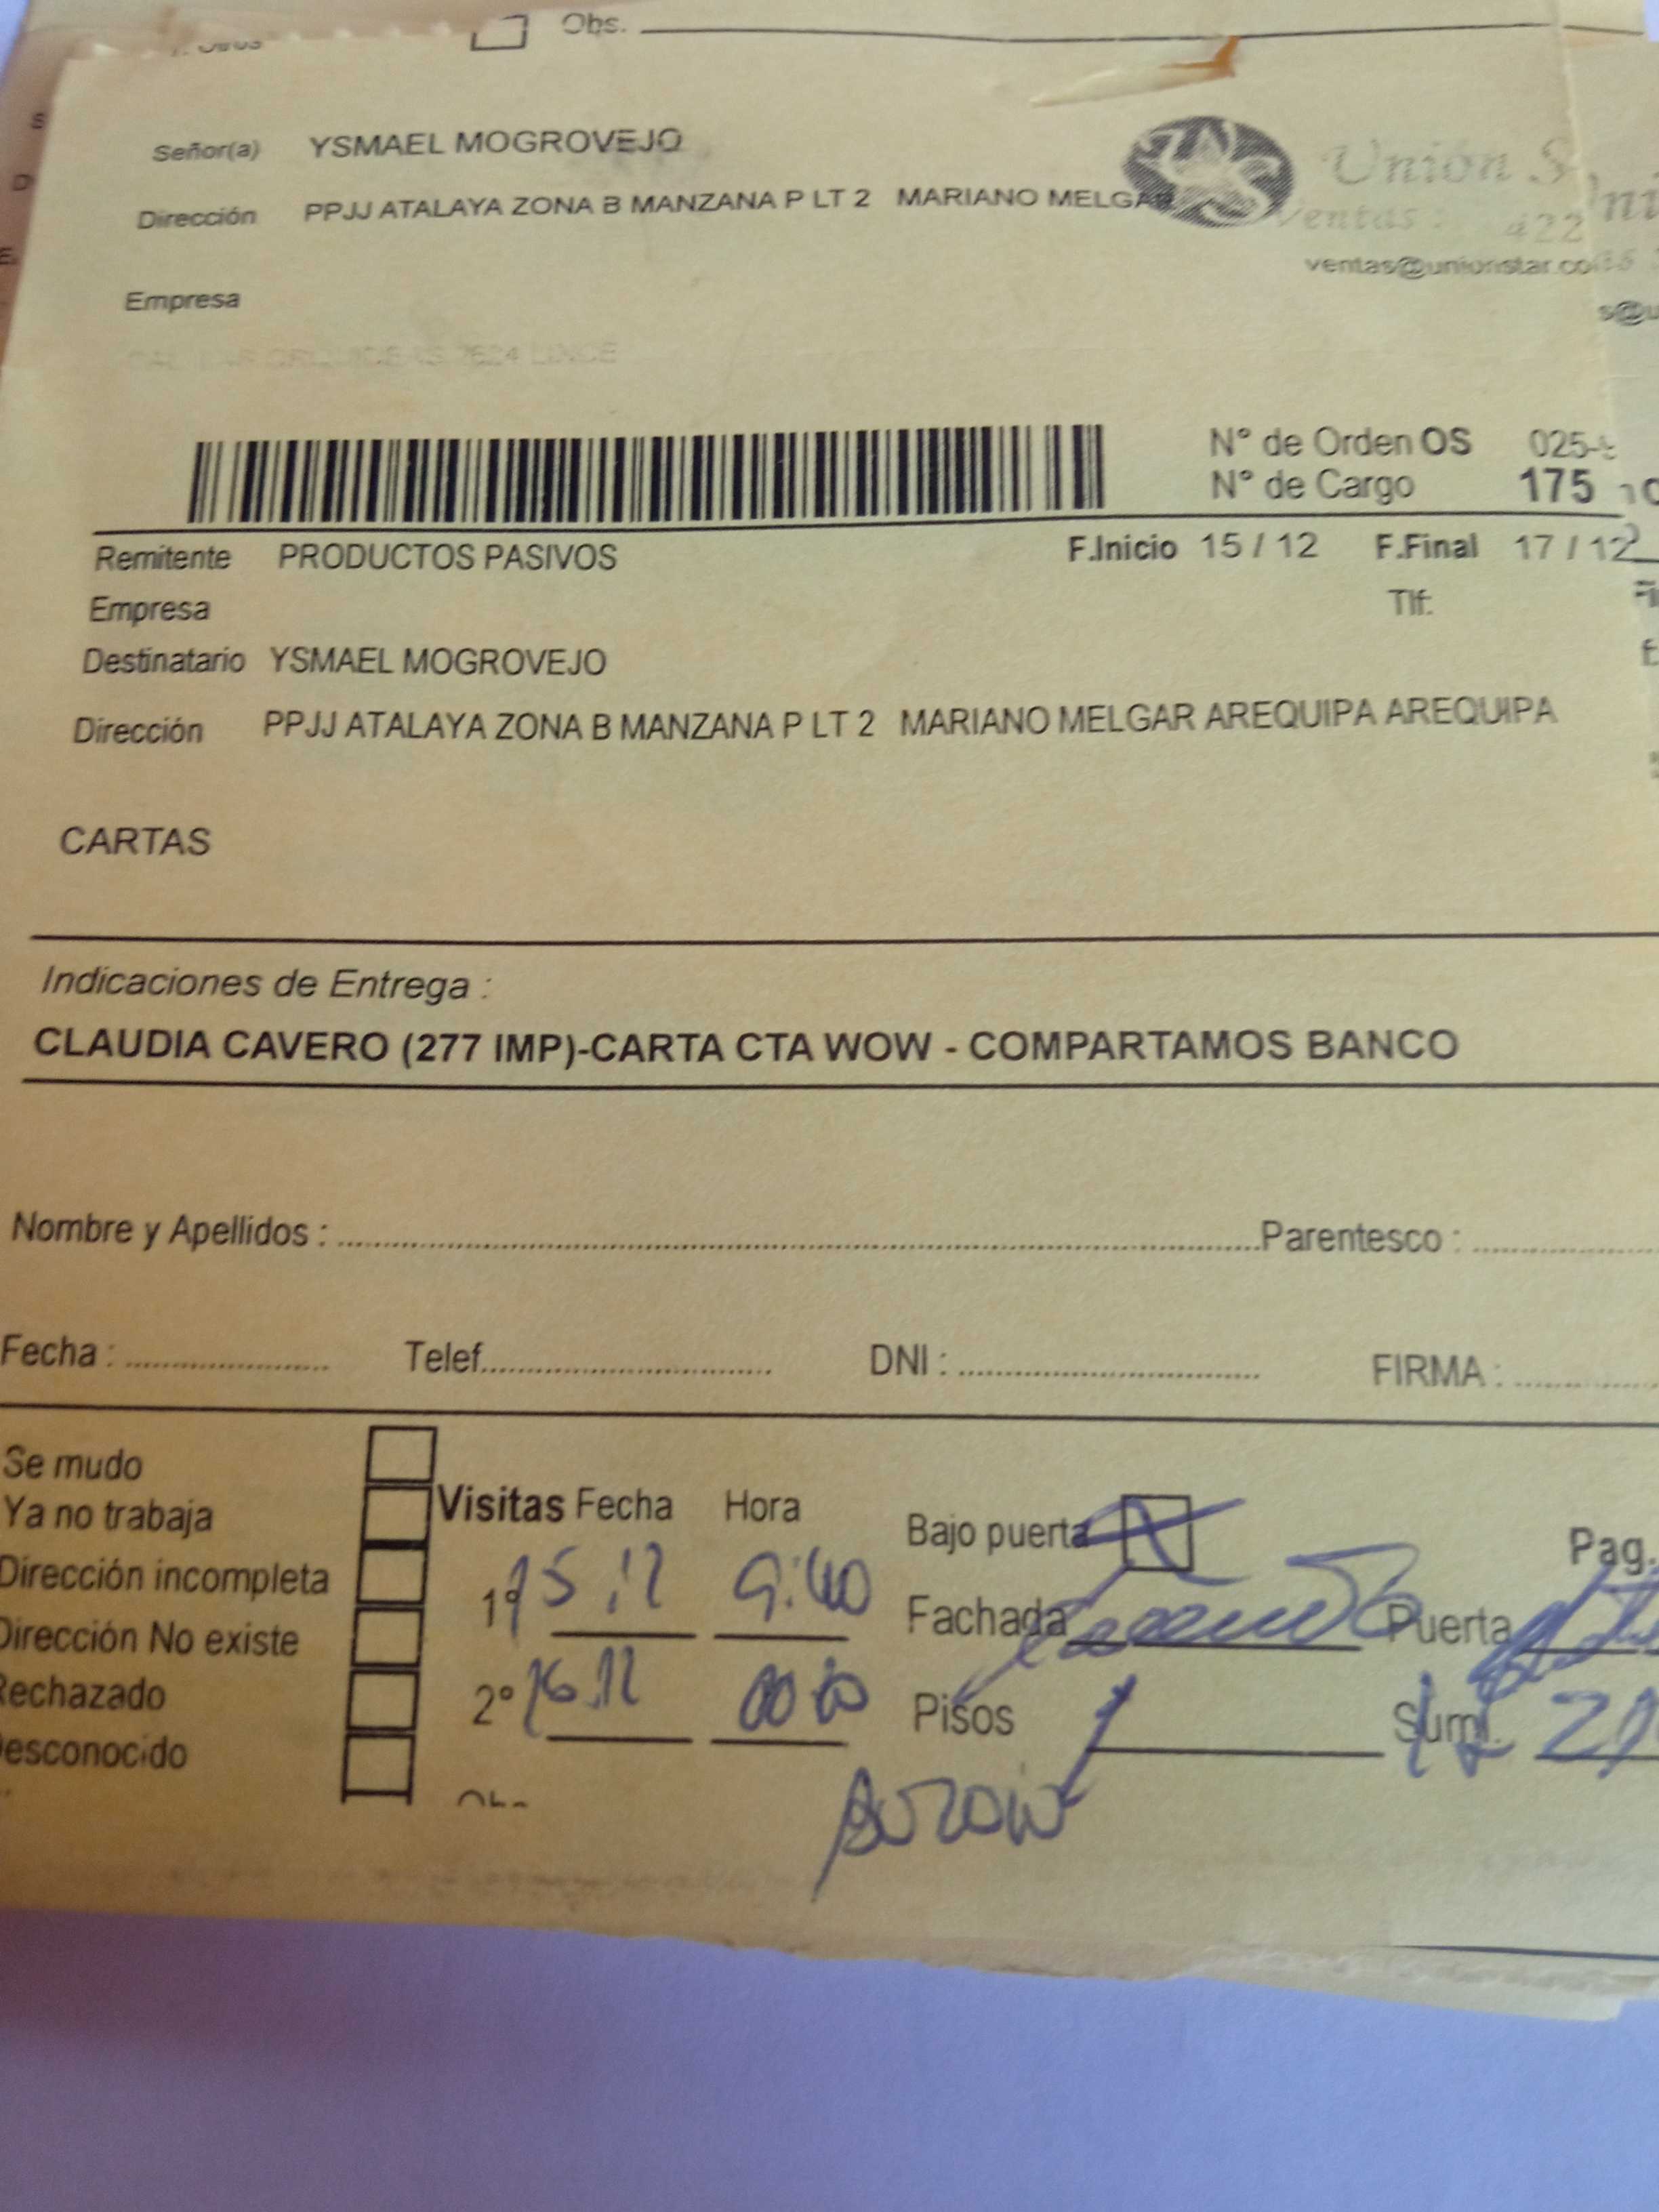 Obs.
Señor(a) YSMAEL MOGROVEJO
Dirección PPJJ ATALAYA ZONA B MANZANA P LT 2 MARIANO MELGAR
Unión S
Ventas : 422
ventas@unionstar.co
Empresa
N° de Orden OS 025-
N° de Cargo 175
Remitente PRODUCTOS PASIVOS F.Inicio 15 / 12 F.Final 17 / 12
Empresa Tlf:
Destinatario YSMAEL MOGROVEJO
Dirección PPJJ ATALAYA ZONA B MANZANA P LT 2 MARIANO MELGAR AREQUIPA AREQUIPA
CARTAS
Indicaciones de Entrega :
CLAUDIA CAVERO (277 IMP)-CARTA CTA WOW - COMPARTAMOS BANCO
Nombre y Apellidos : Parentesco :
Fecha : Telef. DNI : FIRMA :
Se mudo
Ya no trabaja
Dirección incompleta
Dirección No existe
Rechazado
esconocido
Visitas Fecha Hora
1° 15.12 9:40
2° 16.12
Bajo puerta Pag.
Fachada Puerta
Pisos 1 Sumi.